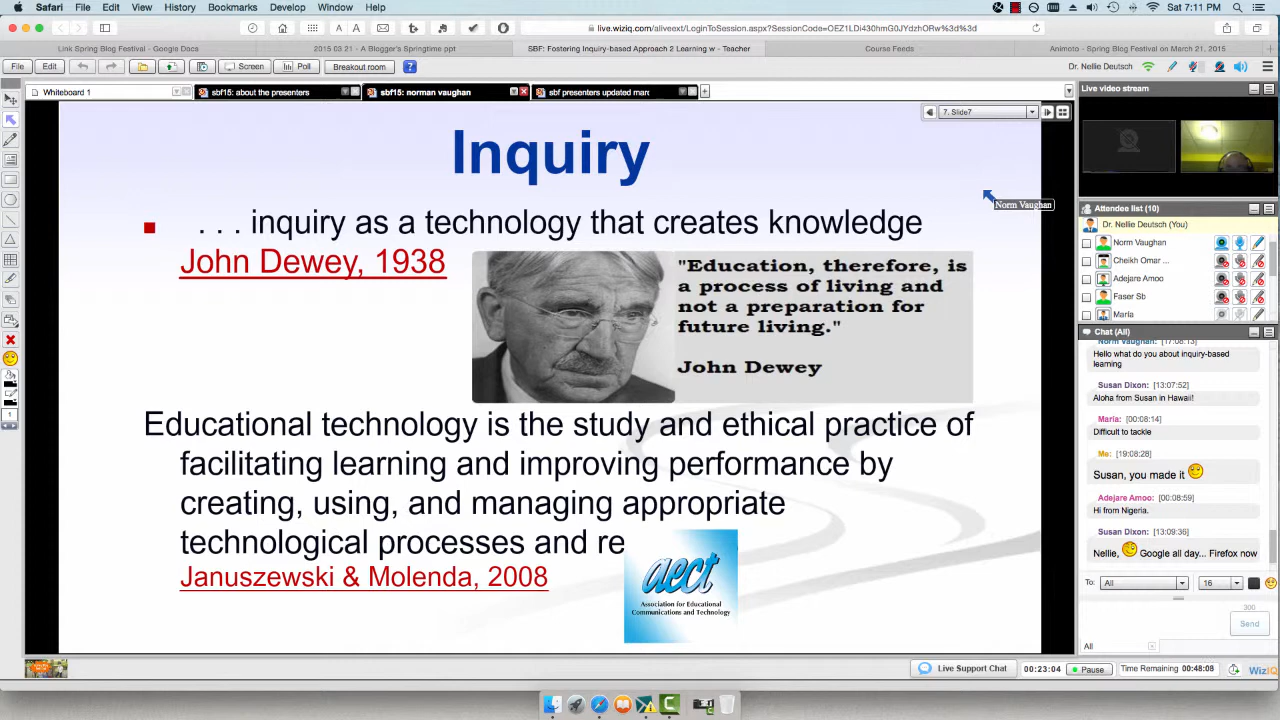 Safari File Edit View History Bookmarks Develop Window Help
Sat 7:11 PM
live.wiziq.com/aliveext/LoginToSession.aspx?SessionCode=OEZ1LDi430hmG0JYdzhORw%3d%3d
Link Spring Blog Festival - Google Docs
2015 03 21 - A Blogger's Springtime ppt
SBF: Fostering Inquiry-based Approach 2 Learning w - Teacher
Course Feeds
Animoto - Spring Blog Festival on March 21, 2015
File Edit Screen Poll Breakout room ?
Dr. Nellie Deutsch
Whiteboard 1
sbf15: about the presenters
sbf15: norman vaughan
sbf presenters updated marc
7. Slide7
Inquiry
. . . inquiry as a technology that creates knowledge
John Dewey, 1938
"Education, therefore, is
a process of living and
not a preparation for
future living."
John Dewey
Educational technology is the study and ethical practice of
facilitating learning and improving performance by
creating, using, and managing appropriate
technological processes and re
Januszewski & Molenda, 2008
aect
Association for Educational
Communications and Technology
Norm Vaughan
Live video stream
Attendee list (10)
Dr. Nellie Deutsch (You)
Norm Vaughan
Cheikh Omar ...
Adejare Amoo
Faser Sb
María
Chat (All)
Norm Vaughan: [17:08:13]
Hello what do you about inquiry-based
learning
Susan Dixon: [13:07:52]
Aloha from Susan in Hawaii!
María: [00:08:14]
Difficult to tackle
Me: [19:08:28]
Susan, you made it
Adejare Amoo: [00:08:59]
Hi from Nigeria.
Susan Dixon: [13:09:36]
Nellie, Google all day... Firefox now
To: All 16
300
Send
All
Live Support Chat
00:23:04
Pause
Time Remaining 00:48:08
WizIQ
1